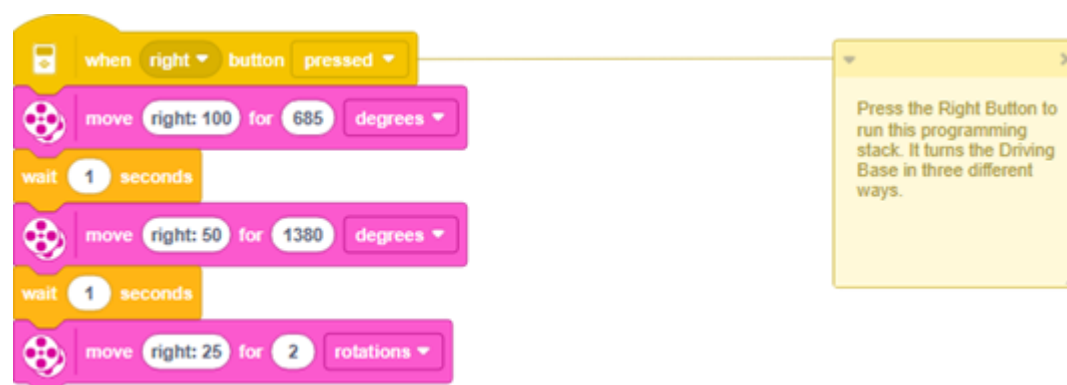 when right button pressed
move right: 100 for 685 degrees
wait 1 seconds
move right: 50 for 1380 degrees
wait 1 seconds
move right: 25 for 2 rotations
Press the Right Button to
run this programming
stack. It turns the Driving
Base in three different
ways.